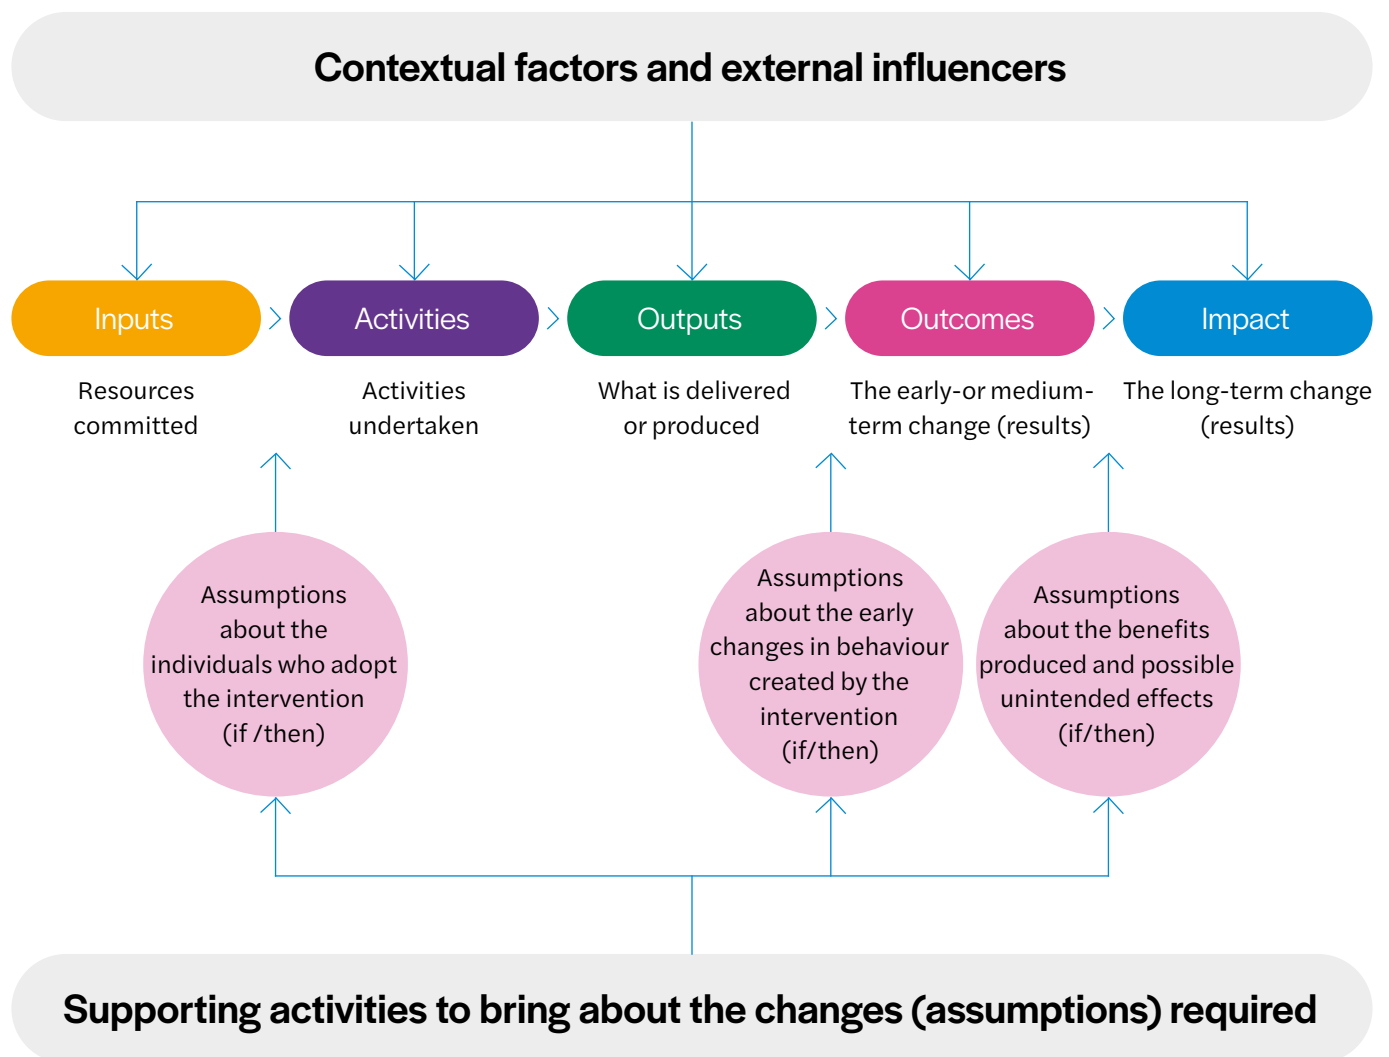 Contextual factors and external influencers
Inputs
Activities
Outputs
Outcomes
Impact
Resources
committed
Activities
undertaken
What is delivered
or produced
The early-or medium-
term change (results)
The long-term change
(results)
Assumptions
about the
individuals who adopt
the intervention
(if /then)
Assumptions
about the early
changes in behaviour
created by the
intervention
(if/then)
Assumptions
about the benefits
produced and possible
unintended effects
(if/then)
Supporting activities to bring about the changes (assumptions) required